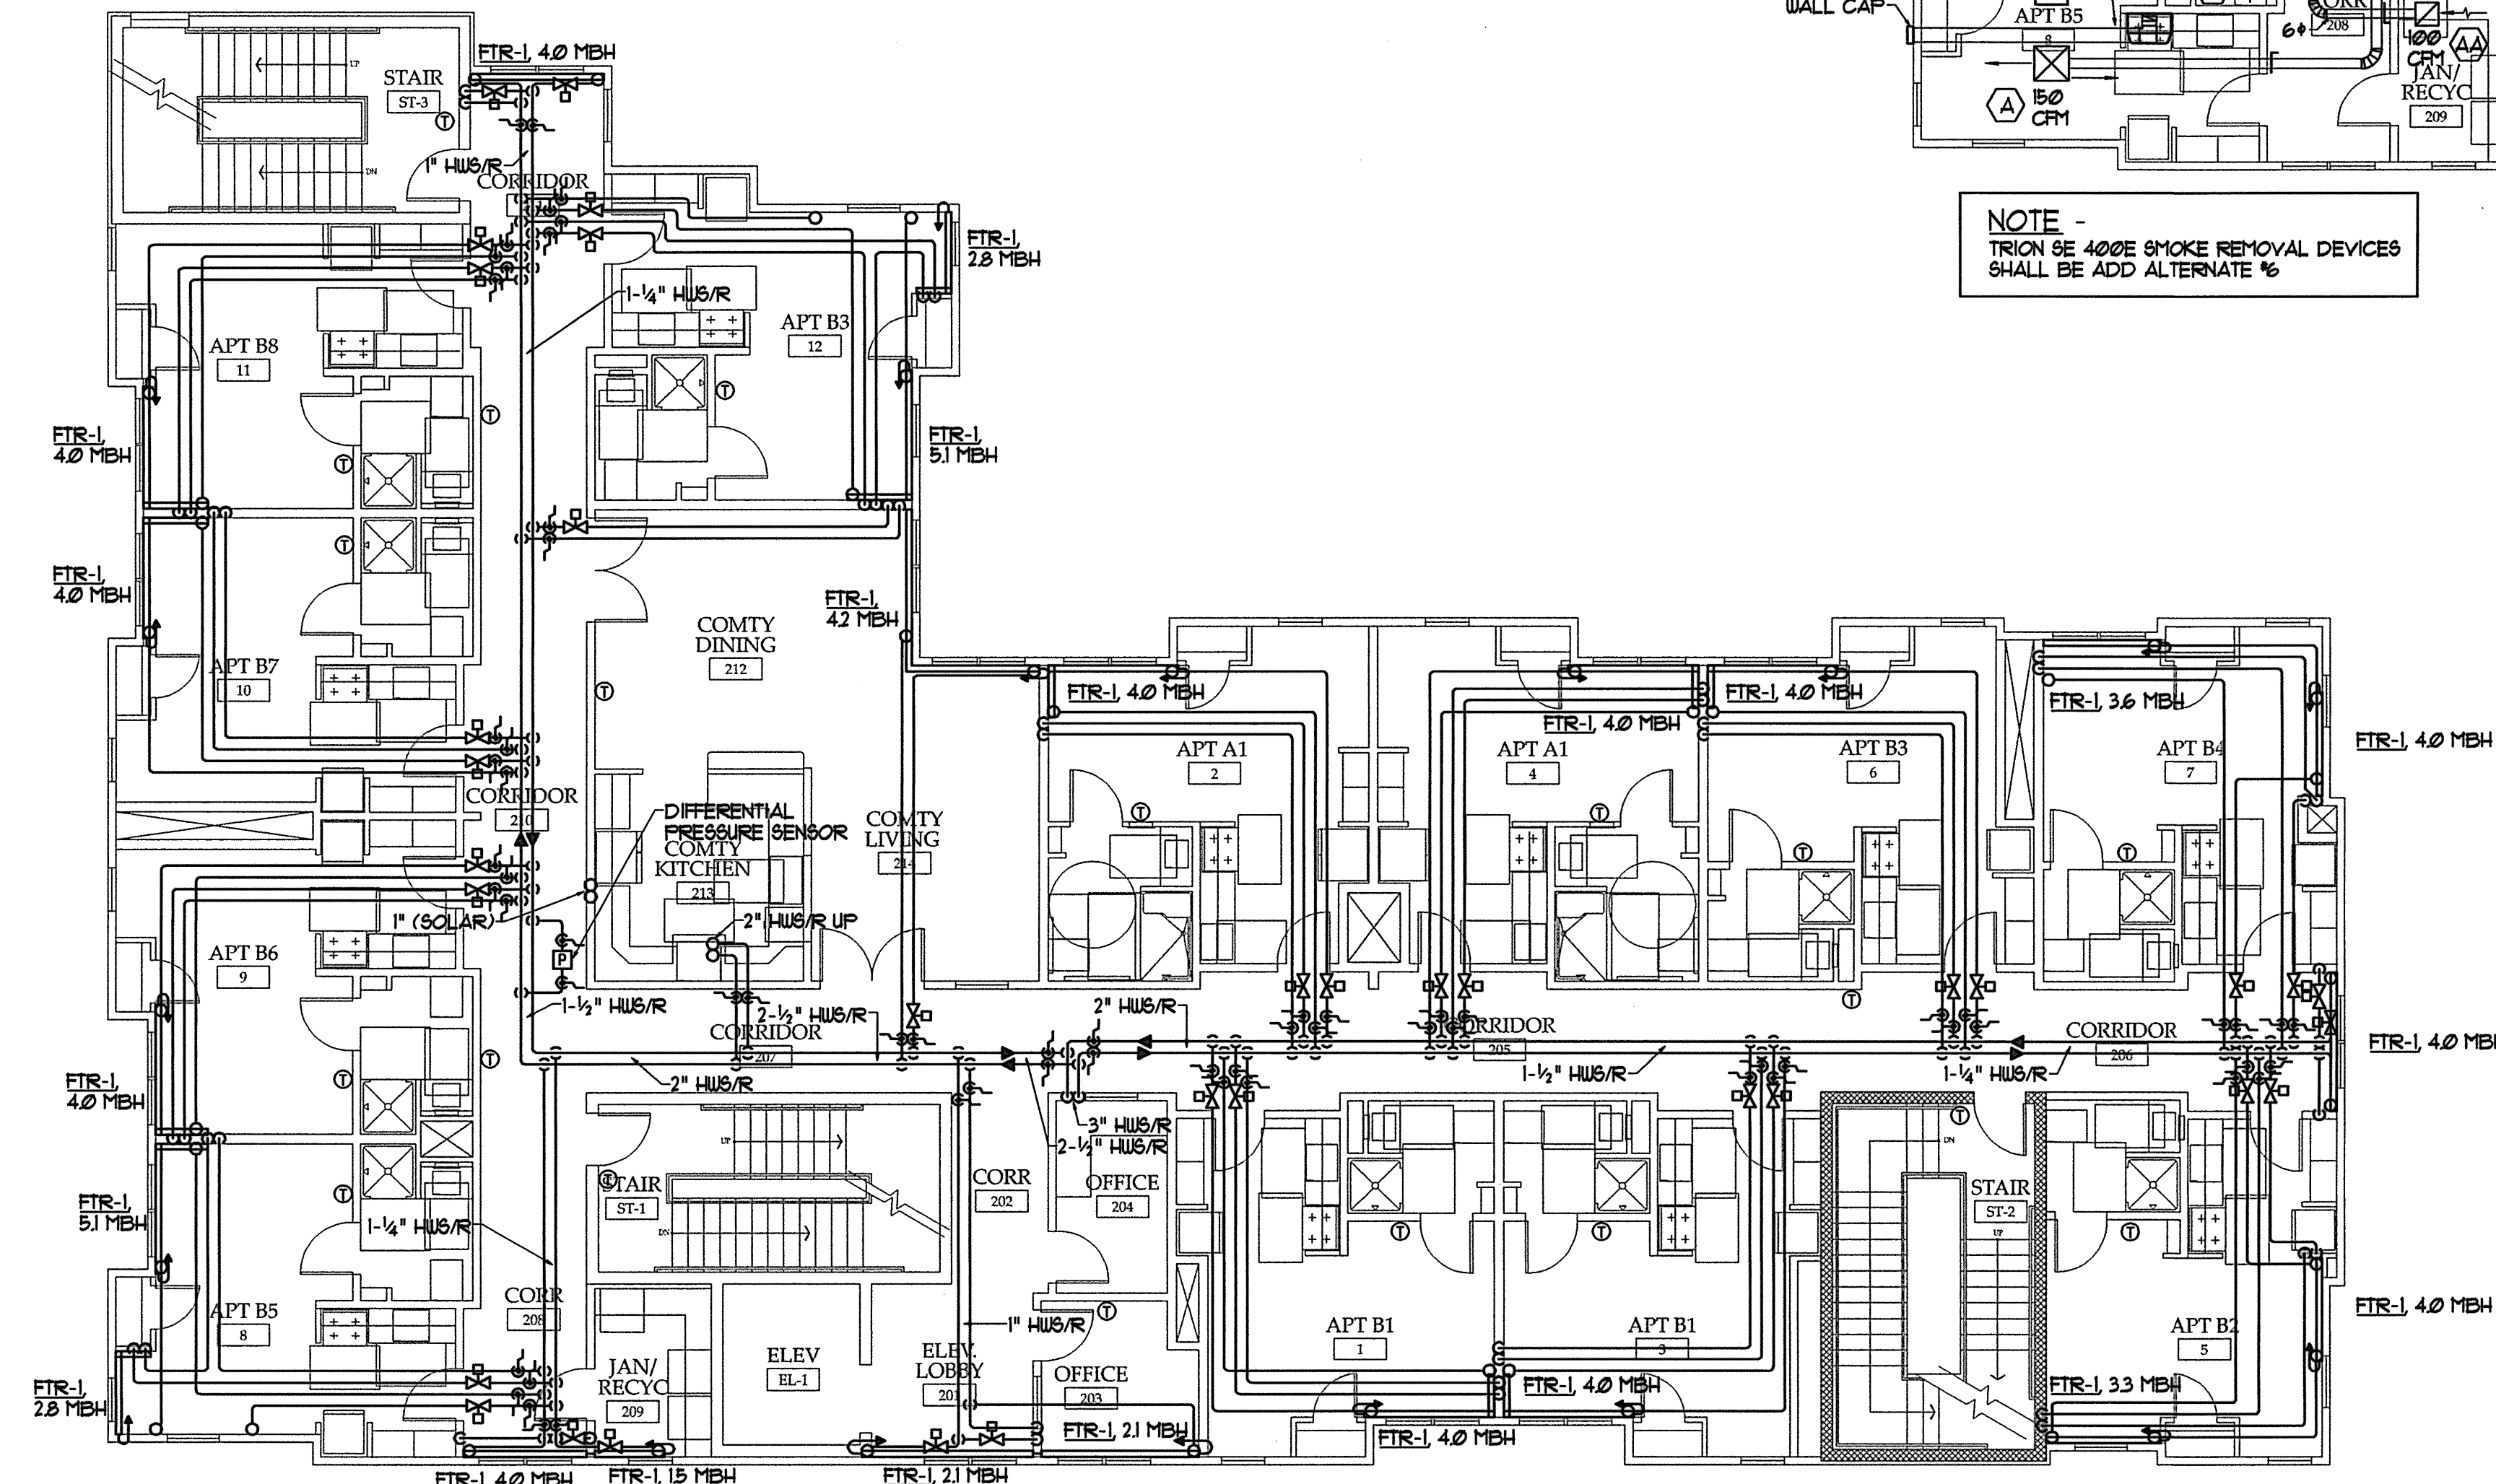 WALL CAP
APT B5
8
6ϕ
CORR
208
100
CFM
AA
JAN/
RECYC
209
A
150
CFM
NOTE -
TRION SE 400E SMOKE REMOVAL DEVICES
SHALL BE ADD ALTERNATE #6
FTR-1, 4.0 MBH
STAIR
ST-3
UP
DN
T
1" HWS/R
CORRIDOR
FTR-1,
2.8 MBH
1-1/4" HWS/R
APT B3
12
APT B8
11
T
T
T
FTR-1,
4.0 MBH
FTR-1,
5.1 MBH
T
FTR-1,
4.0 MBH
FTR-1,
4.2 MBH
COMTY
DINING
212
T
APT B7
10
FTR-1, 4.0 MBH
FTR-1, 4.0 MBH
FTR-1, 4.0 MBH
FTR-1, 3.6 MBH
FTR-1, 4.0 MBH
APT A1
2
APT A1
4
APT B3
6
APT B4
7
CORRIDOR
210
DIFFERENTIAL
PRESSURE SENSOR
COMTY
KITCHEN
213
COMTY
LIVING
214
T
T
T
T
1" (SOLAR)
2" HWS/R UP
APT B6
9
P
T
1-1/2" HWS/R
2-1/2" HWS/R
2" HWS/R
CORRIDOR
207
CORRIDOR
205
CORRIDOR
206
FTR-1, 4.0 MBH
T
T
FTR-1,
4.0 MBH
2" HWS/R
1-1/2" HWS/R
1-1/4" HWS/R
3" HWS/R
2-1/2" HWS/R
T
UP
DN
T
STAIR
ST-1
CORR
202
OFFICE
204
DN
STAIR
ST-2
UP
T
FTR-1,
5.1 MBH
1-1/4" HWS/R
T
T
T
APT B5
8
CORR
208
1" HWS/R
T
FTR-1, 4.0 MBH
APT B1
1
APT B1
3
APT B2
5
JAN/
RECYC
209
ELEV
EL-1
ELEV.
LOBBY
201
OFFICE
203
FTR-1,
2.8 MBH
FTR-1, 4.0 MBH
FTR-1, 3.3 MBH
FTR-1, 2.1 MBH
FTR-1, 4.0 MBH
FTR-1, 4.0 MBH
FTR-1, 1.5 MBH
FTR-1, 2.1 MBH